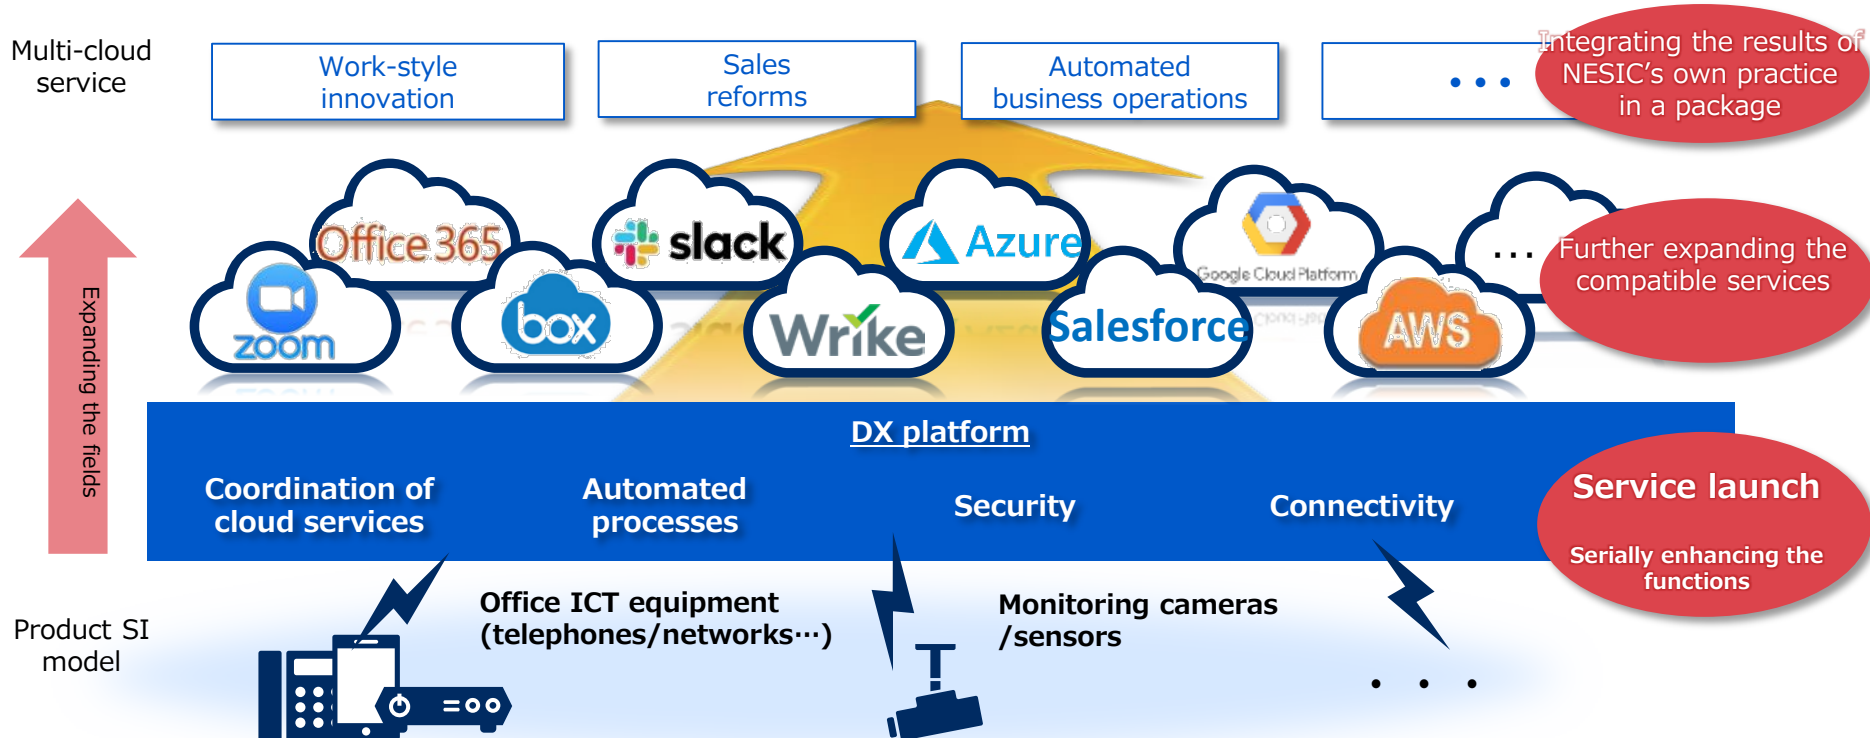 Multi-cloud
service
Work-style
innovation
Sales
reforms
Automated
business operations
• • •
Integrating the results of
NESIC's own practice
in a package
Office 365
slack
Azure
Google Cloud Platform
...
Further expanding the
compatible services
zoom
box
Wrike
Salesforce
AWS
Expanding the fields
DX platform
Coordination of
cloud services
Automated
processes
Security
Connectivity
Service launch
Serially enhancing the
functions
Product SI
model
Office ICT equipment
(telephones/networks…)
Monitoring cameras
/sensors
• • •